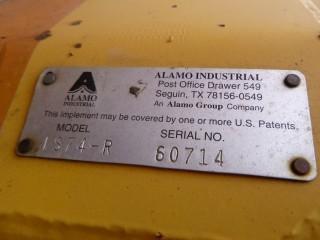 ALAMO
INDUSTRIAL
ALAMO INDUSTRIAL
Post Office Drawer 549
Seguin, TX 78156-0549
An Alamo Group Company
This implement may be covered by one or more U.S. Patents.
MODEL SERIAL NO.
1S74-R 60714